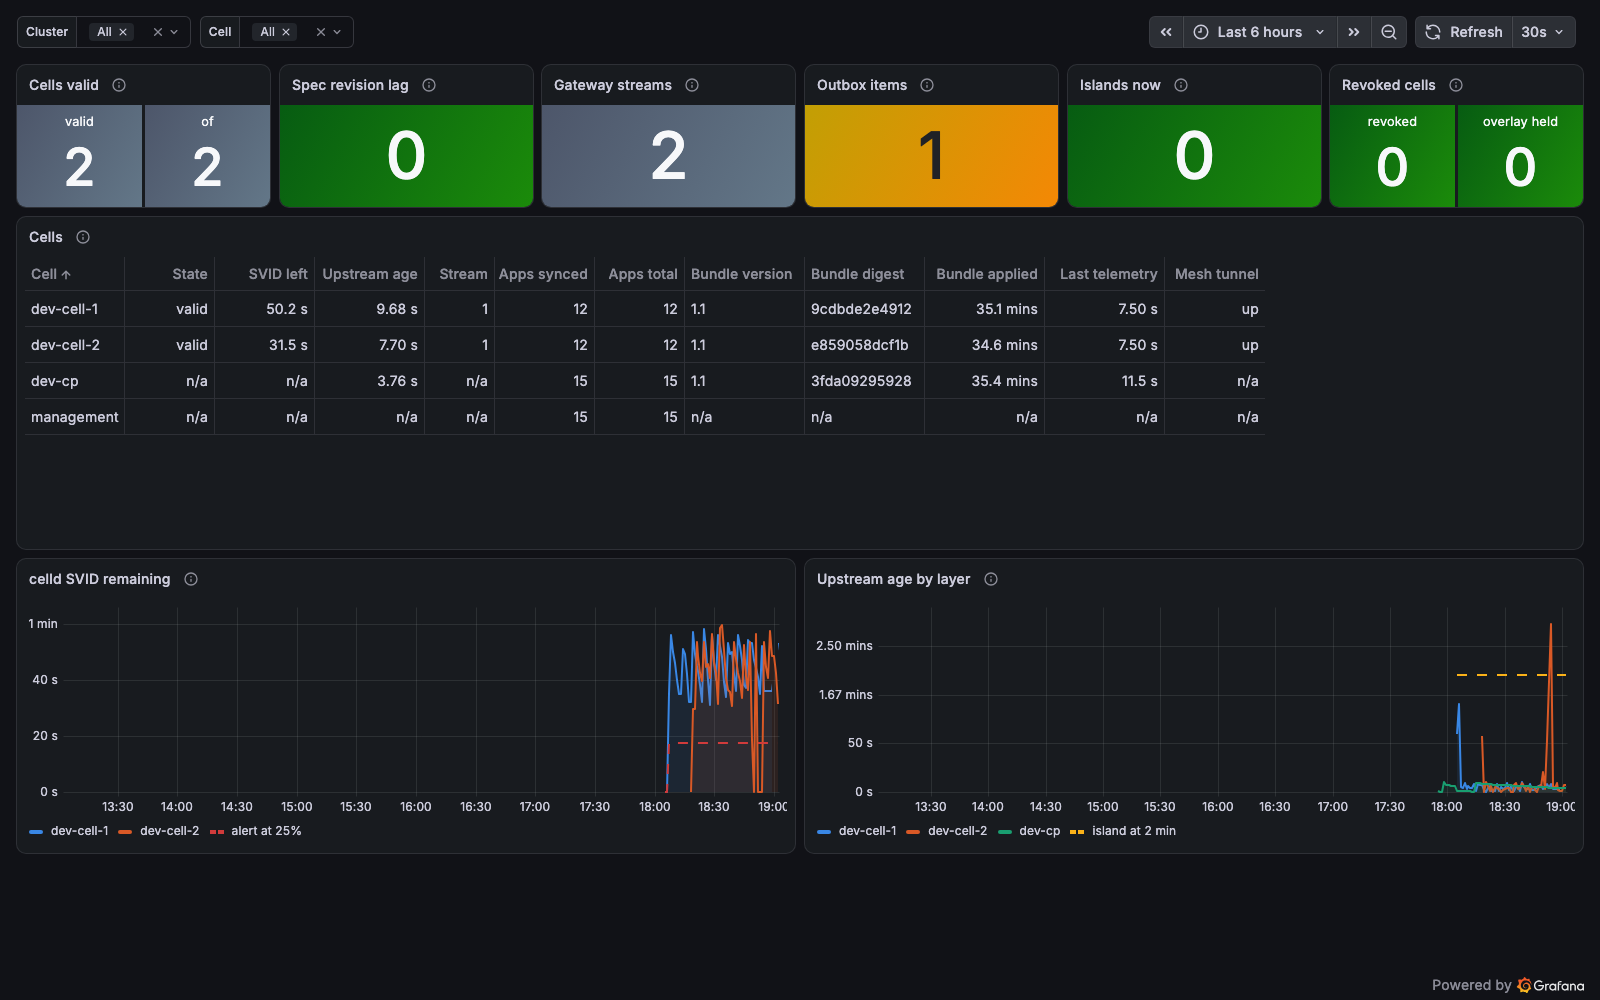 Cluster All Cell All Last 6 hours Refresh 30s
Cells valid Spec revision lag Gateway streams Outbox items Islands now Revoked cells
valid of revoked overlay held
2 2 0 2 1 0 0 0
Cells
Cell State SVID left Upstream age Stream Apps synced Apps total Bundle version Bundle digest Bundle applied Last telemetry Mesh tunnel
dev-cell-1 valid 50.2 s 9.68 s 1 12 12 1.1 9cdbde2e4912 35.1 mins 7.50 s up
dev-cell-2 valid 31.5 s 7.70 s 1 12 12 1.1 e859058dcf1b 34.6 mins 7.50 s up
dev-cp n/a n/a 3.76 s n/a 15 15 1.1 3fda09295928 35.4 mins 11.5 s n/a
management n/a n/a n/a n/a 15 15 n/a n/a n/a n/a n/a
celld SVID remaining
1 min
40 s
20 s
0 s
13:30 14:00 14:30 15:00 15:30 16:00 16:30 17:00 17:30 18:00 18:30 19:00
dev-cell-1 dev-cell-2 alert at 25%
Upstream age by layer
2.50 mins
1.67 mins
50 s
0 s
13:30 14:00 14:30 15:00 15:30 16:00 16:30 17:00 17:30 18:00 18:30 19:00
dev-cell-1 dev-cell-2 dev-cp island at 2 min
Powered by Grafana